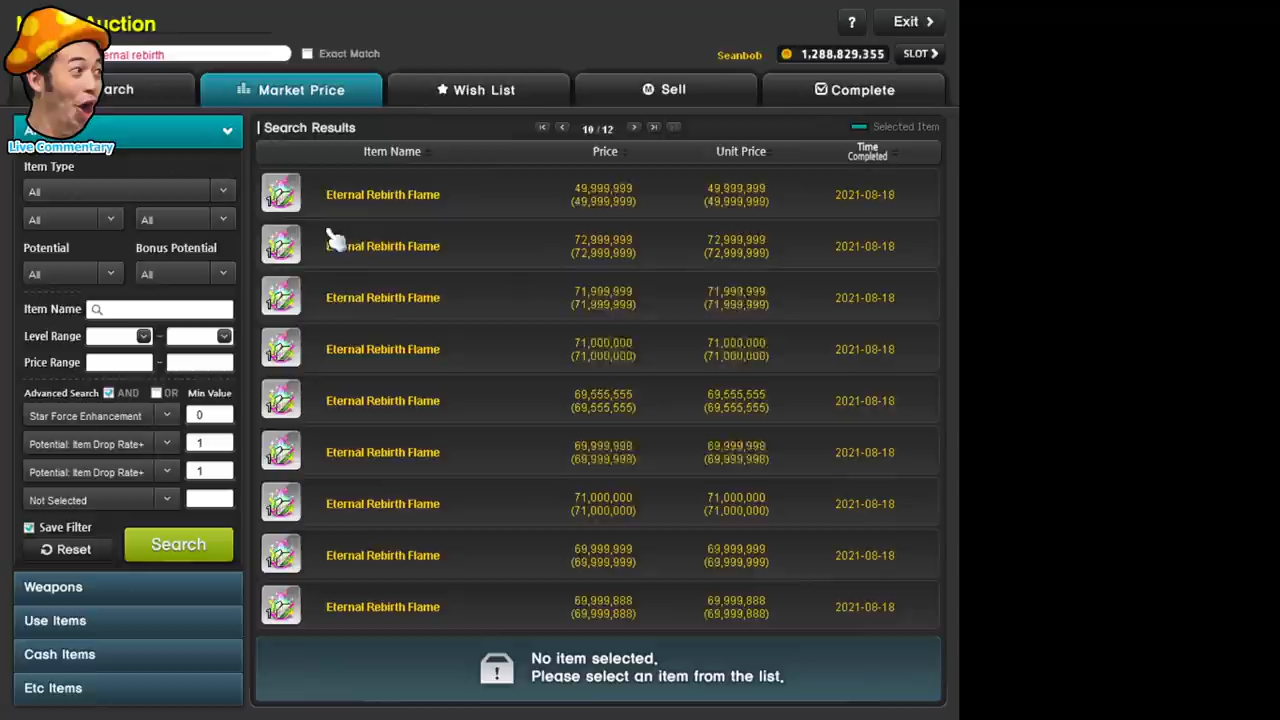 Auction
? Exit >
ernal rebirth Exact Match Seanbob 1,288,829,355 SLOT >
arch Market Price Wish List Sell Complete
Live Commentary
Search Results 10 / 12 Selected Item
Item Name Price Unit Price Time Completed
Item Type
All
All All
Potential Bonus Potential
All All
Item Name
Level Range -
Price Range -
Advanced Search AND OR Min Value
Star Force Enhancement 0
Potential: Item Drop Rate+ 1
Potential: Item Drop Rate+ 1
Not Selected
Save Filter
Reset Search
Weapons
Use Items
Cash Items
Etc Items
Eternal Rebirth Flame 49,999,999 (49,999,999) 49,999,999 (49,999,999) 2021-08-18
nal Rebirth Flame 72,999,999 (72,999,999) 72,999,999 (72,999,999) 2021-08-18
Eternal Rebirth Flame 71,999,999 (71,999,999) 71,999,999 (71,999,999) 2021-08-18
Eternal Rebirth Flame 71,000,000 (71,000,000) 71,000,000 (71,000,000) 2021-08-18
Eternal Rebirth Flame 69,555,555 (69,555,555) 69,555,555 (69,555,555) 2021-08-18
Eternal Rebirth Flame 69,999,998 (69,999,998) 69,999,998 (69,999,998) 2021-08-18
Eternal Rebirth Flame 71,000,000 (71,000,000) 71,000,000 (71,000,000) 2021-08-18
Eternal Rebirth Flame 69,999,999 (69,999,999) 69,999,999 (69,999,999) 2021-08-18
Eternal Rebirth Flame 69,999,888 (69,999,888) 69,999,888 (69,999,888) 2021-08-18
No item selected.
Please select an item from the list.